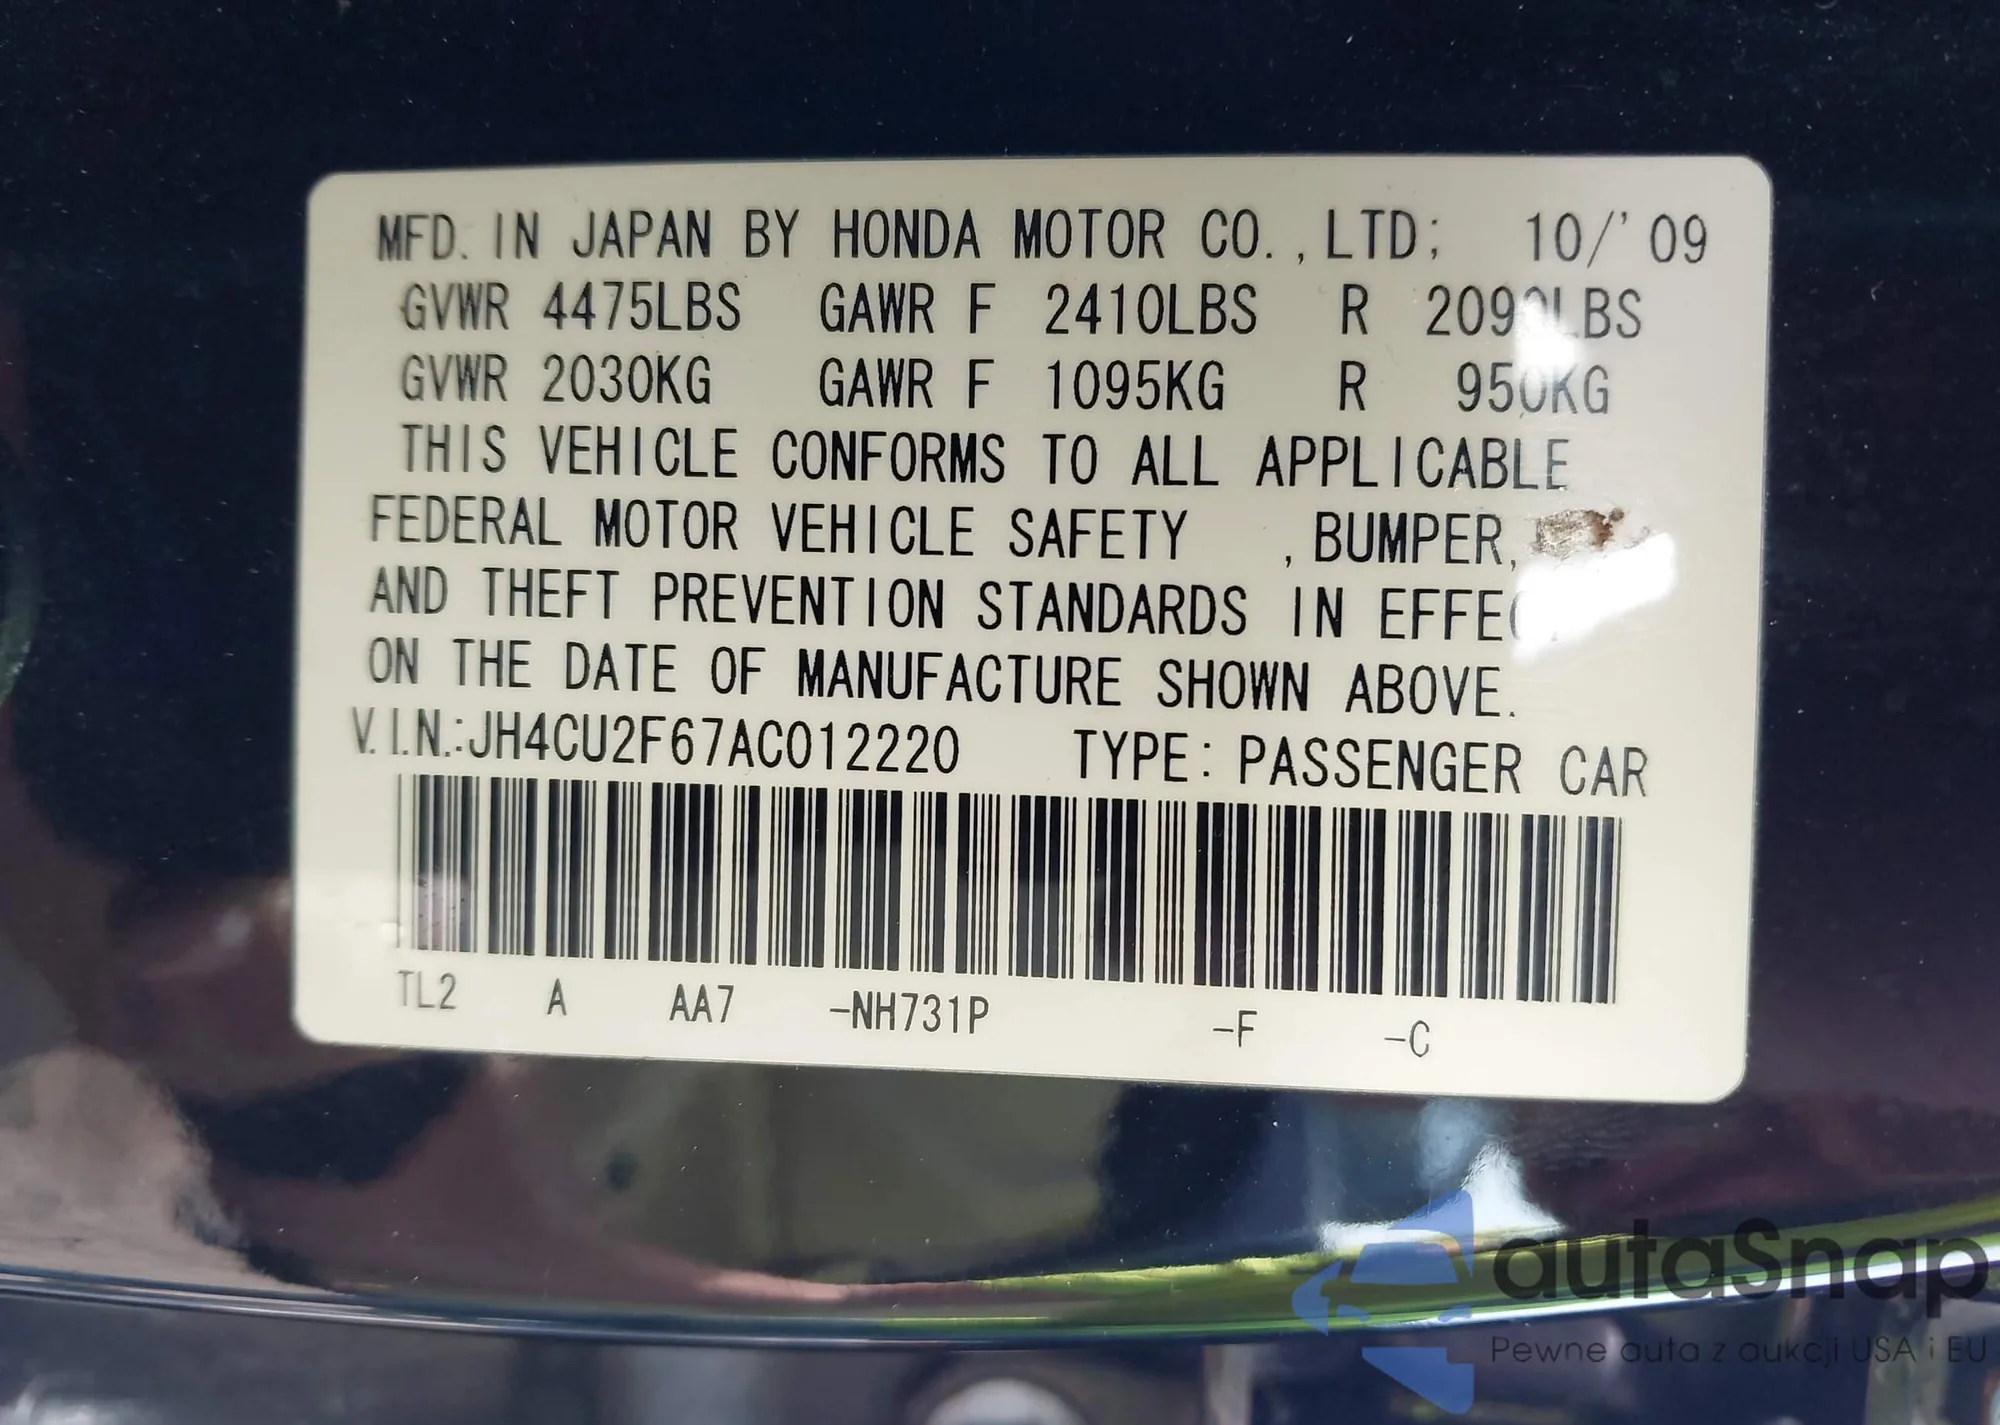 MFD. IN JAPAN BY HONDA MOTOR CO.,LTD; 10/'09
GVWR 4475LBS GAWR F 2410LBS R LBS
GVWR 2030KG GAWR F 1095KG R 950KG
THIS VEHICLE CONFORMS TO ALL APPLICABLE
FEDERAL MOTOR VEHICLE SAFETY ,BUMPER,
AND THEFT PREVENTION STANDARDS IN
ON THE DATE OF MANUFACTURE SHOWN ABOVE.
V.I.N.:JH4CU2F67AC012220 TYPE: PASSENGER CAR
TL2 A AA7 -NH731P -F -C
autaSnap
Pewne auta z aukcji USA i EU